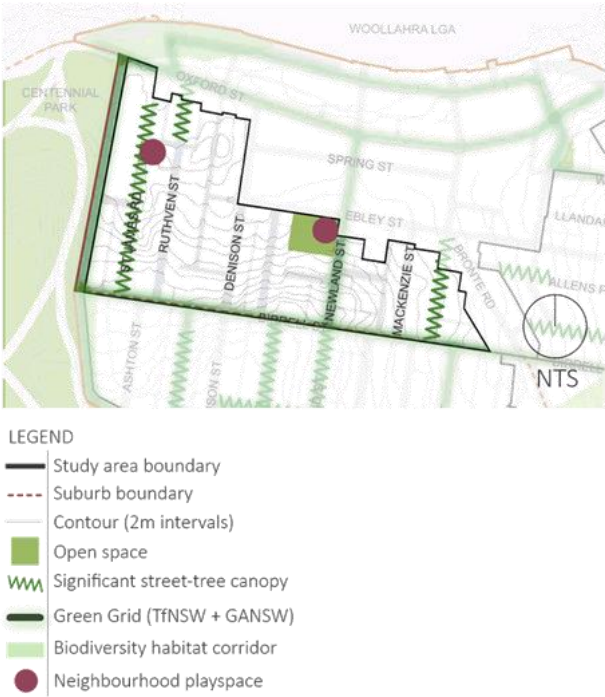 WOOLLAHRA LGA
CENTENNIAL
PARK
OXFORD ST
SPRING ST
RUTHVEN ST
DENISON ST
EBLEY ST
NEWLAND ST
MACKENZIE ST
BRONTE RD
LLANDA
ALLENS P
ASHTON ST
SON ST
NTS
LEGEND
Study area boundary
Suburb boundary
Contour (2m intervals)
Open space
Significant street-tree canopy
Green Grid (TfNSW + GANSW)
Biodiversity habitat corridor
Neighbourhood playspace